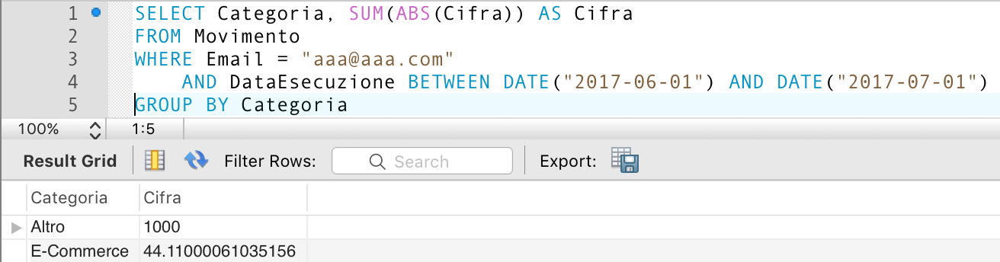 1 SELECT Categoria, SUM(ABS(Cifra)) AS Cifra
2 FROM Movimento
3 WHERE Email = "aaa@aaa.com"
4 AND DataEsecuzione BETWEEN DATE("2017-06-01") AND DATE("2017-07-01")
5 GROUP BY Categoria
100% 1:5
Result Grid Filter Rows: Search Export:
Categoria Cifra
Altro 1000
E-Commerce 44.11000061035156